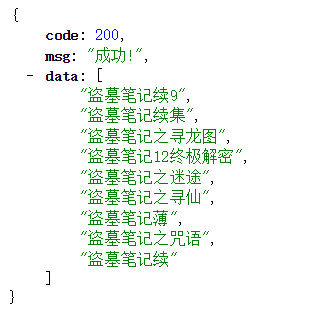 {
code: 200,
msg: "成功!",
- data: [
"盗墓笔记续9",
"盗墓笔记续集",
"盗墓笔记之寻龙图",
"盗墓笔记12终极解密",
"盗墓笔记之迷途",
"盗墓笔记之寻仙",
"盗墓笔记薄",
"盗墓笔记之咒语",
"盗墓笔记续"
]
}